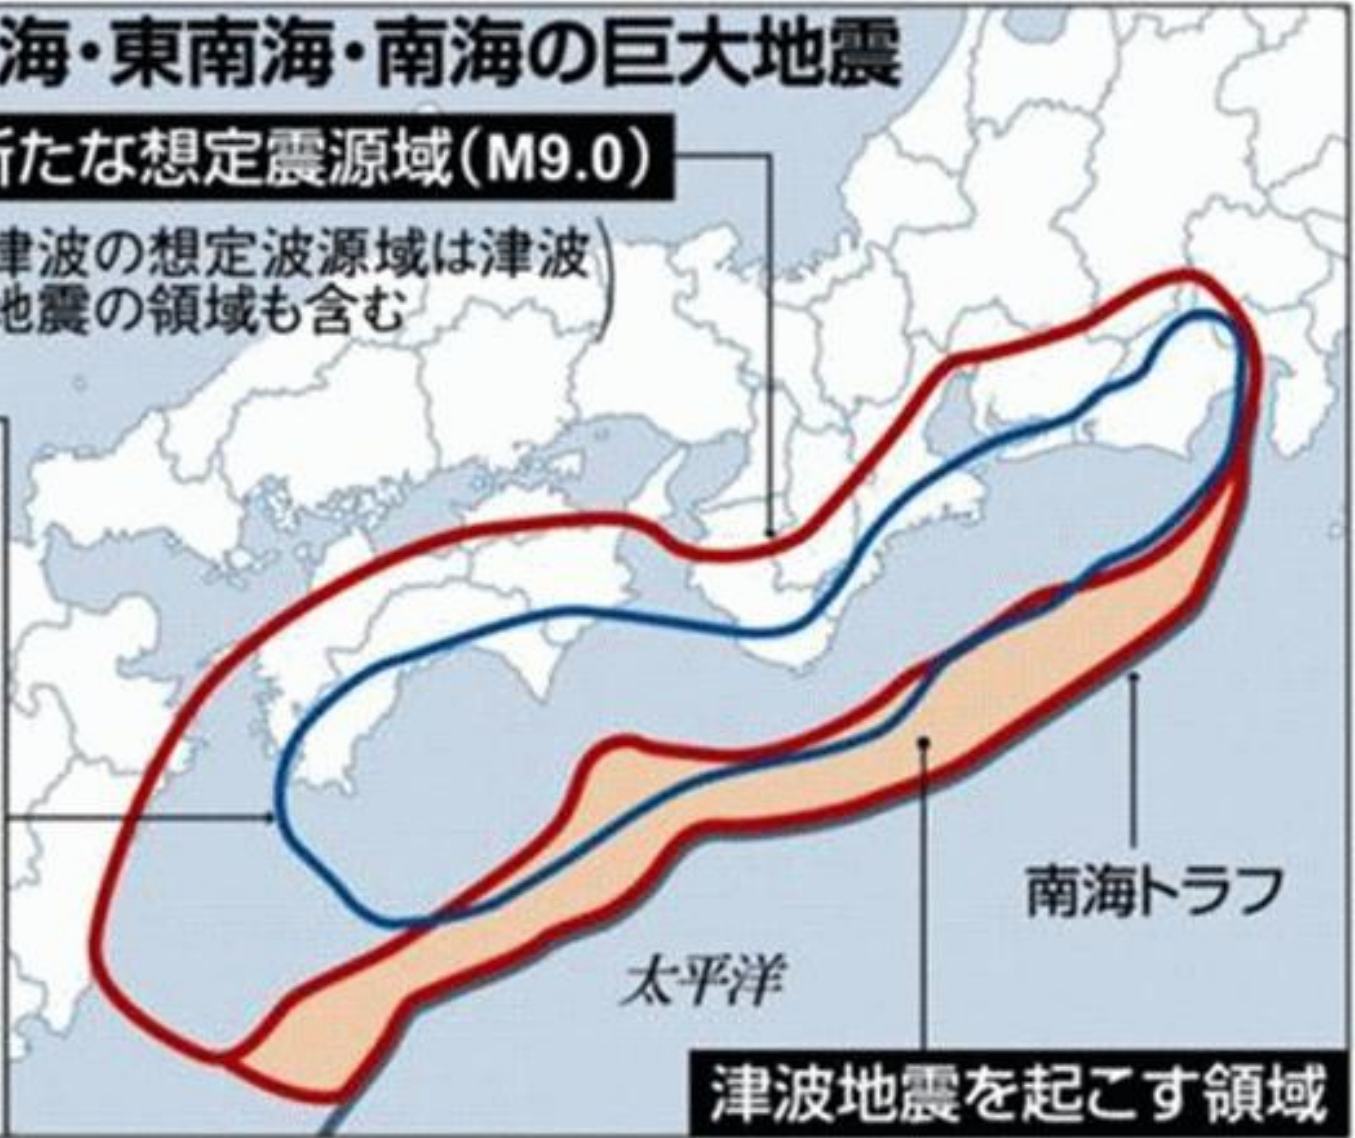 海・東南海・南海の巨大地震
新たな想定震源域（M9.0）
津波の想定波源域は津波
地震の領域も含む
南海トラフ
太平洋
津波地震を起こす領域